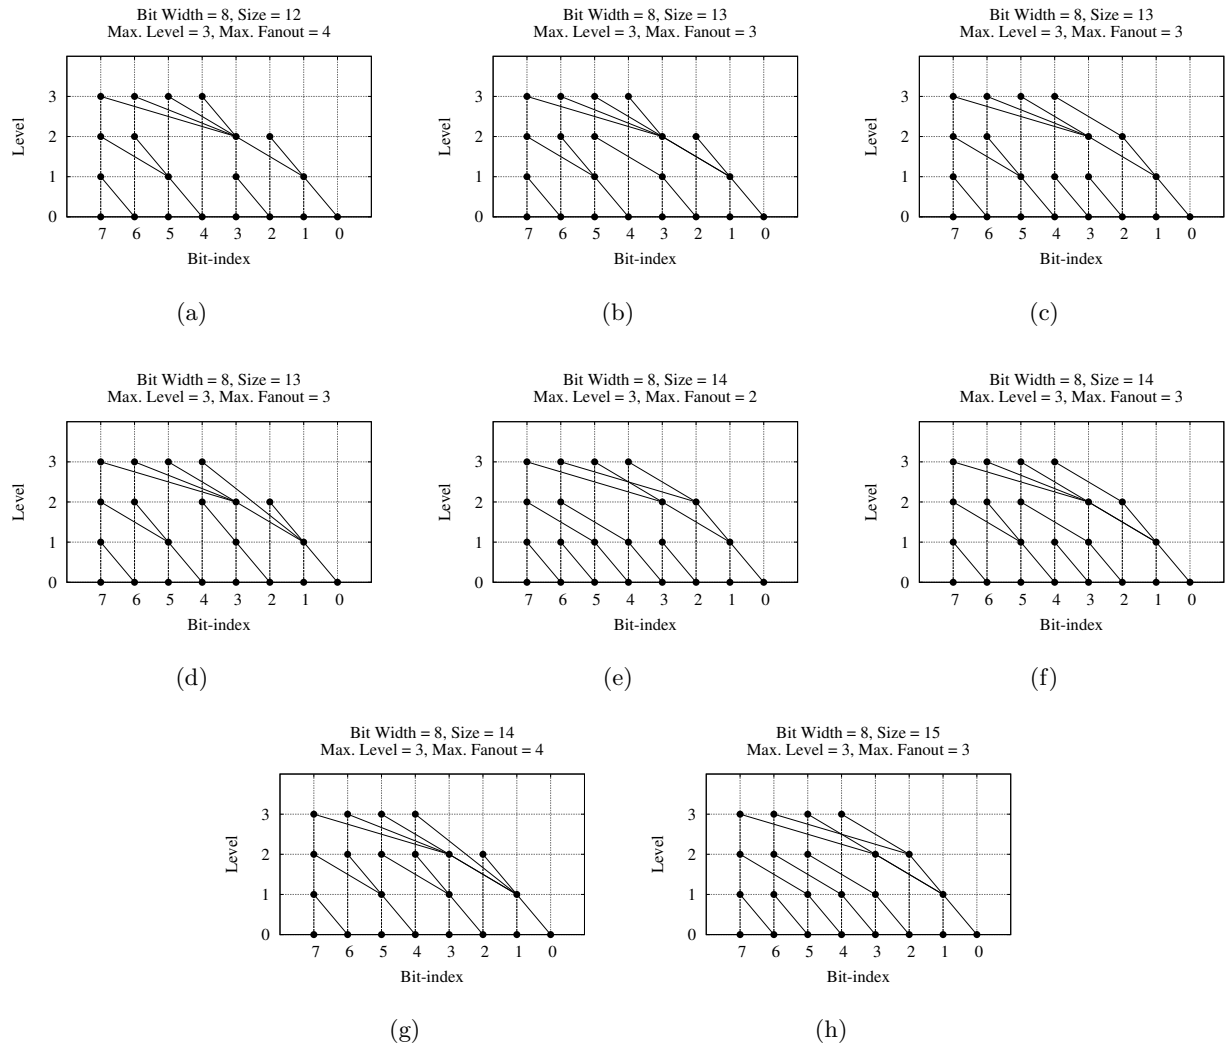 Bit Width = 8, Size = 12
Max. Level = 3, Max. Fanout = 4
Level
3
2
1
0
7 6 5 4 3 2 1 0
Bit-index
(a)
Bit Width = 8, Size = 13
Max. Level = 3, Max. Fanout = 3
Level
3
2
1
0
7 6 5 4 3 2 1 0
Bit-index
(b)
Bit Width = 8, Size = 13
Max. Level = 3, Max. Fanout = 3
Level
3
2
1
0
7 6 5 4 3 2 1 0
Bit-index
(c)
Bit Width = 8, Size = 13
Max. Level = 3, Max. Fanout = 3
Level
3
2
1
0
7 6 5 4 3 2 1 0
Bit-index
(d)
Bit Width = 8, Size = 14
Max. Level = 3, Max. Fanout = 2
Level
3
2
1
0
7 6 5 4 3 2 1 0
Bit-index
(e)
Bit Width = 8, Size = 14
Max. Level = 3, Max. Fanout = 3
Level
3
2
1
0
7 6 5 4 3 2 1 0
Bit-index
(f)
Bit Width = 8, Size = 14
Max. Level = 3, Max. Fanout = 4
Level
3
2
1
0
7 6 5 4 3 2 1 0
Bit-index
(g)
Bit Width = 8, Size = 15
Max. Level = 3, Max. Fanout = 3
Level
3
2
1
0
7 6 5 4 3 2 1 0
Bit-index
(h)